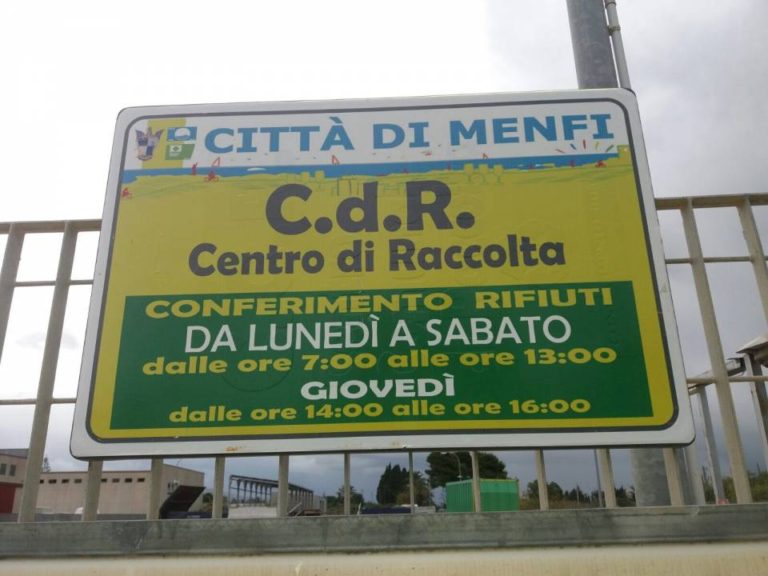 CITTÀ DI MENFI
C.d.R.
Centro di Raccolta
CONFERIMENTO RIFIUTI
DA LUNEDÌ A SABATO
dalle ore 7:00 alle ore 13:00
GIOVEDÌ
dalle ore 14:00 alle ore 16:00